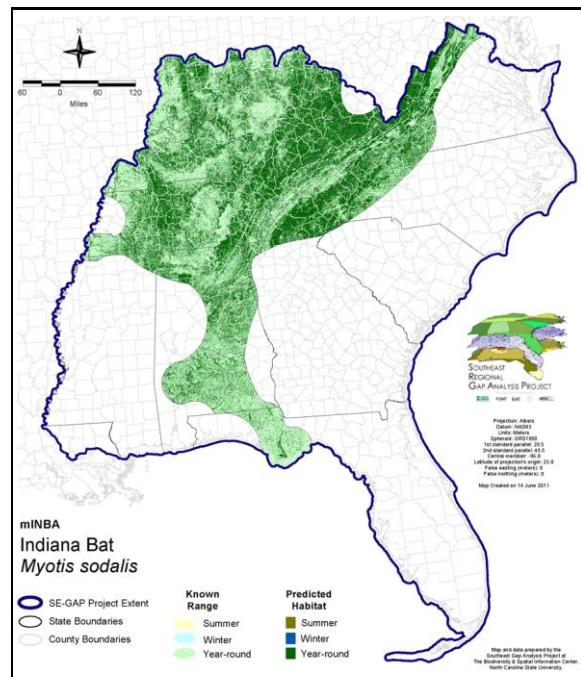 N
60 0 60 120
Miles
SOUTHEAST
REGIONAL
GAP ANALYSIS PROJECT
Projection: Albers
Datum: NAD83
Units: Meters
Spheroid: GRS1980
1st standard parallel: 29.5
2nd standard parallel: 45.5
Central meridian: -96.0
Latitude of projection's origin: 23.0
False easting (meters): 0
False northing (meters): 0
Map Created on 14 June 2011
mINBA
Indiana Bat
Myotis sodalis
SE-GAP Project Extent
State Boundaries
County Boundaries
Known
Range
Summer
Winter
Year-round
Predicted
Habitat
Summer
Winter
Year-round
Map and data prepared by the
Southeast Gap Analysis Project at
The Biodiversity & Spatial Information Center,
North Carolina State University.